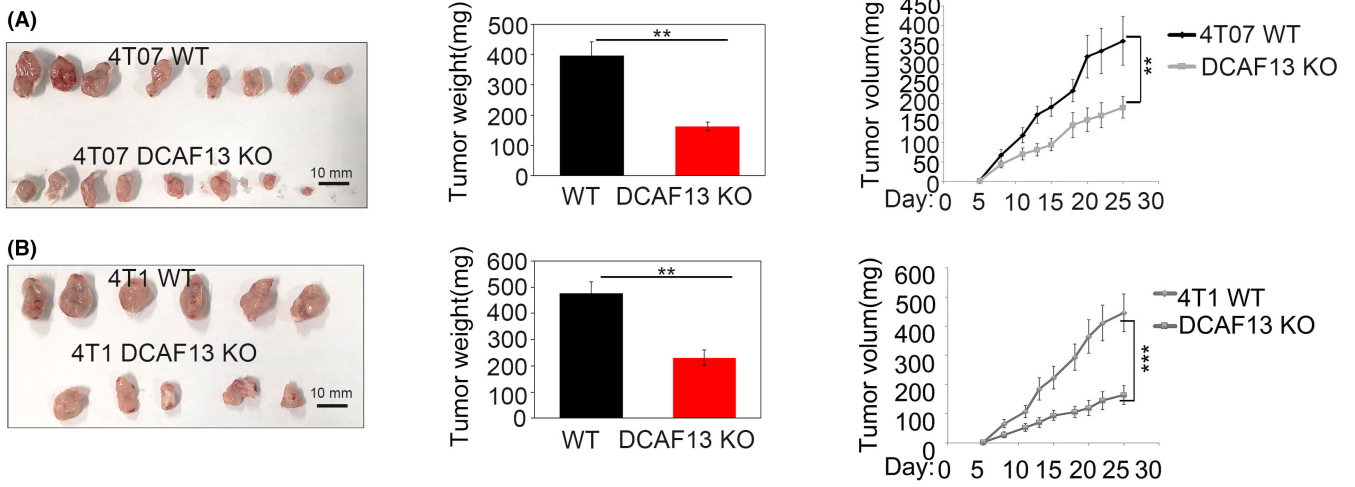 (A)
4T07 WT
4T07 DCAF13 KO
10 mm
Tumor weight(mg)
500
400
300
200
100
0
**
WT DCAF13 KO
Tumor volum(mg)
450
350
300
250
200
150
100
50
0
Day: 0 5 10 15 20 25 30
4T07 WT
DCAF13 KO
**
(B)
4T1 WT
4T1 DCAF13 KO
10 mm
Tumor weight(mg)
600
500
400
300
200
100
0
**
WT DCAF13 KO
Tumor volum(mg)
600
500
400
300
200
100
0
Day: 0 5 10 15 20 25 30
4T1 WT
DCAF13 KO
***